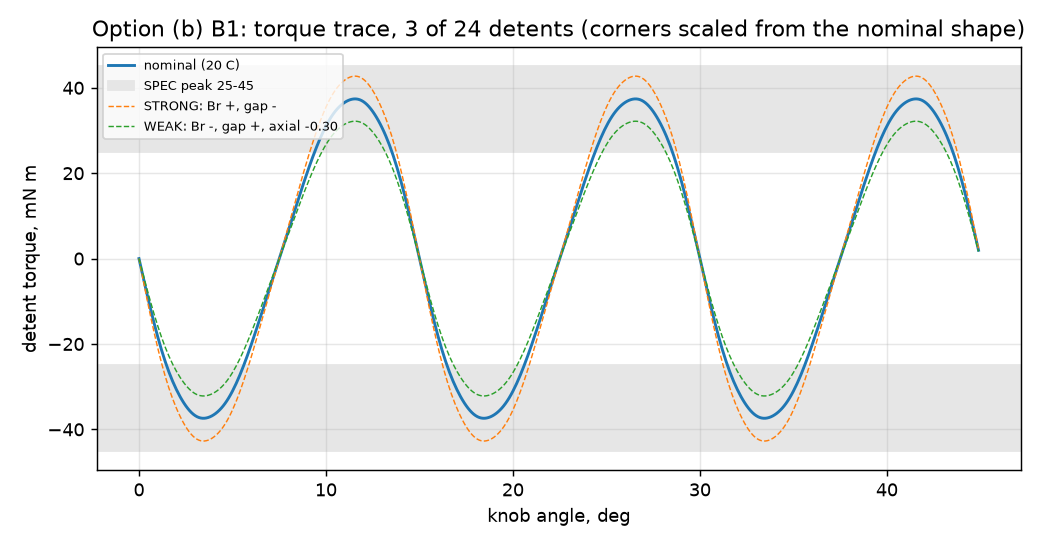 Option (b) B1: torque trace, 3 of 24 detents (corners scaled from the nominal shape)
nominal (20 C)
SPEC peak 25-45
STRONG: Br +, gap -
WEAK: Br -, gap +, axial -0.30
detent torque, mN m
40
20
0
−20
−40
0 10 20 30 40
knob angle, deg